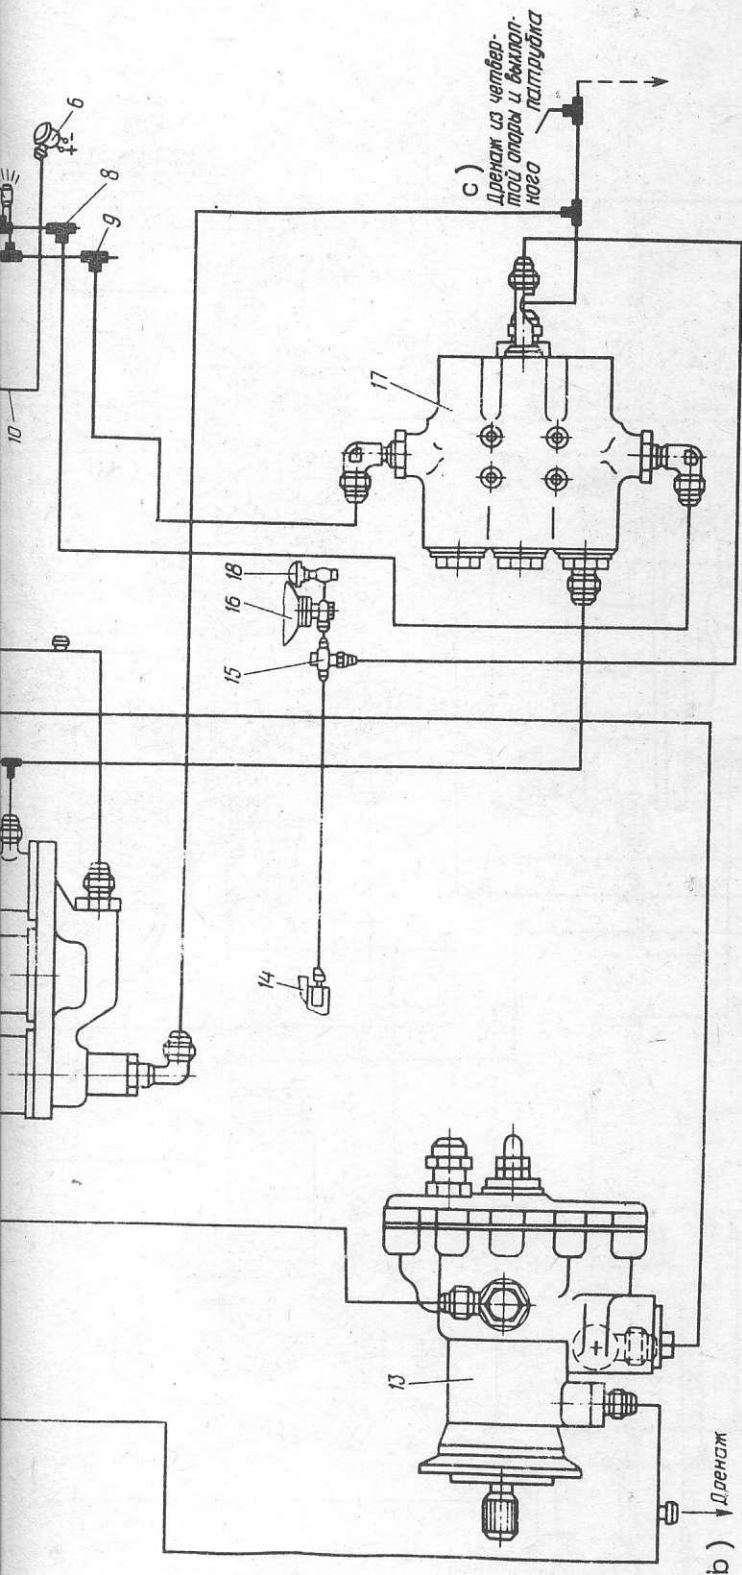 c)
Дренаж из четвер-
той опоры и выхлоп-
ного патрубка
6
8
9
10
17
18
16
15
14
13
b)
Дренаж